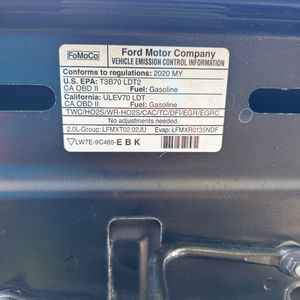 FoMoCo
Ford Motor Company
VEHICLE EMISSION CONTROL INFORMATION
Conforms to regulations: 2020 MY
U.S. EPA: T3B70 LDT2
CA OBD II Fuel: Gasoline
California: ULEV70 LDT
CA OBD II Fuel: Gasoline
TWC/HO2S/WR-HO2S/CAC/TC/DFI/EGR/EGRC
No adjustments needed.
2.0L-Group: LFMXT02.02JU Evap: LFMXR0135NDF
LW7E-9C485-EBK